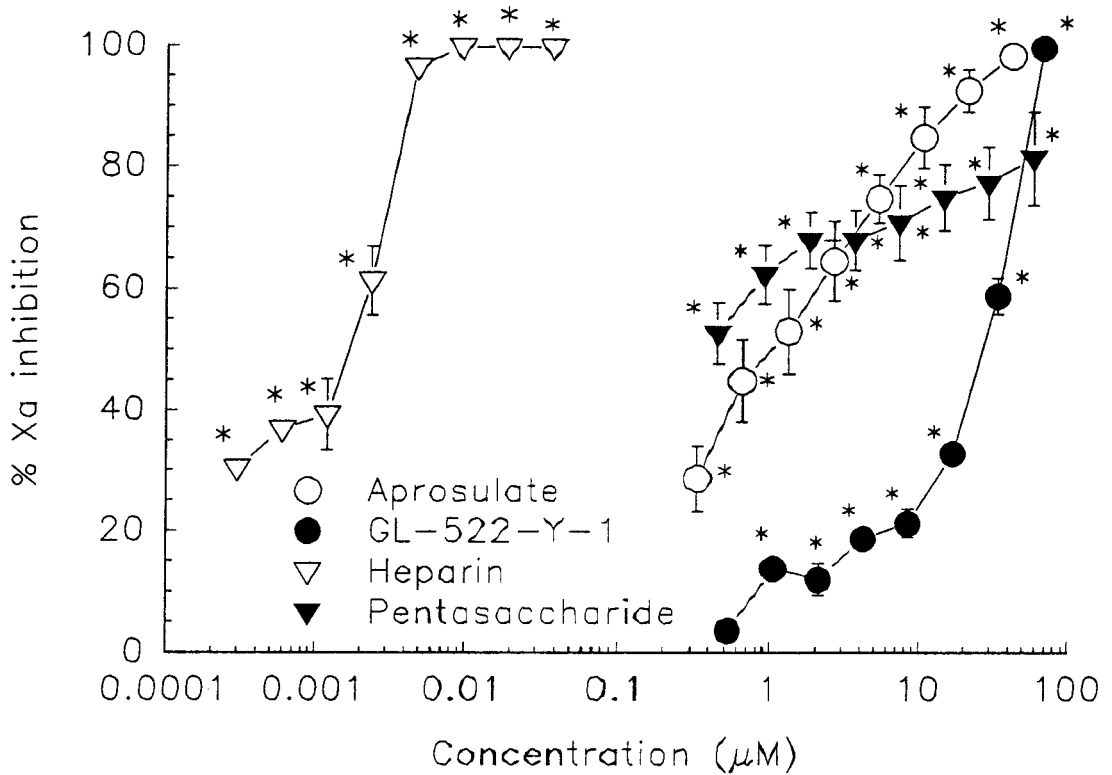 % Xa inhibition
100
80
60
40
20
0
Aprosulate
GL-522-Y-1
Heparin
Pentasaccharide
0.0001 0.001 0.01 0.1 1 10 100
Concentration (μM)